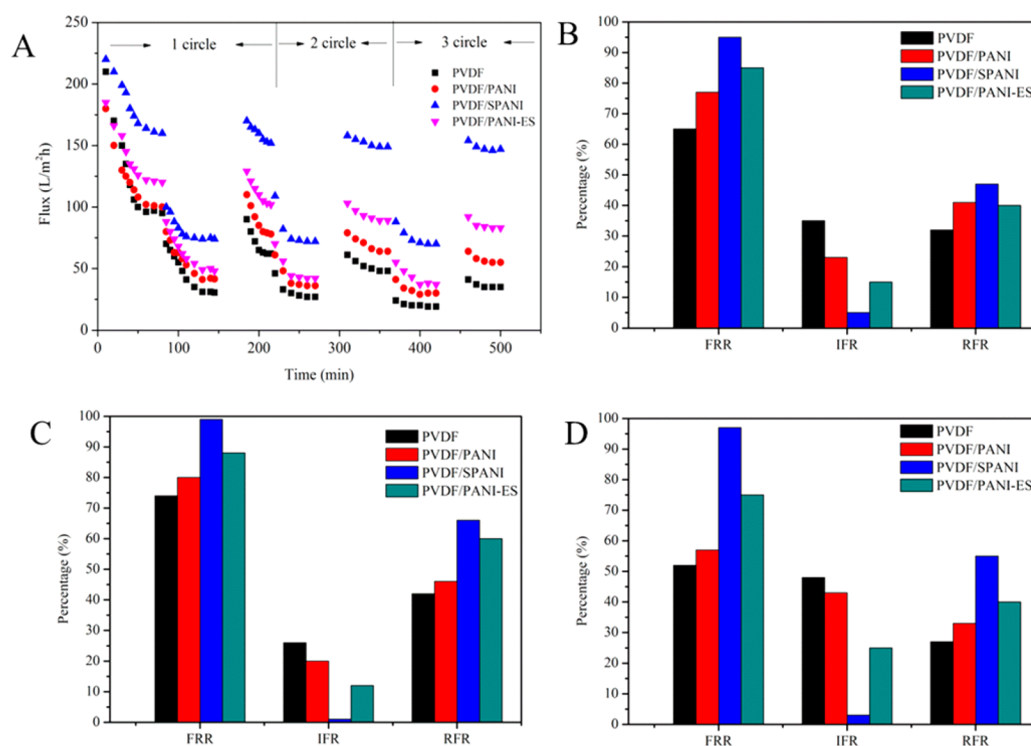 A
1 circle
2 circle
3 circle
PVDF
PVDF/PANI
PVDF/SPANI
PVDF/PANI-ES
250
200
150
100
50
0
Flux (L/m²h)
0 100 200 300 400 500
Time (min)
B
PVDF
PVDF/PANI
PVDF/SPANI
PVDF/PANI-ES
100
90
80
70
60
50
40
30
20
10
0
Percentage (%)
FRR IFR RFR
C
PVDF
PVDF/PANI
PVDF/SPANI
PVDF/PANI-ES
100
90
80
70
60
50
40
30
20
10
0
Percentage (%)
FRR IFR RFR
D
PVDF
PVDF/PANI
PVDF/SPANI
PVDF/PANI-ES
100
90
80
70
60
50
40
30
20
10
0
Percentage (%)
FRR IFR RFR